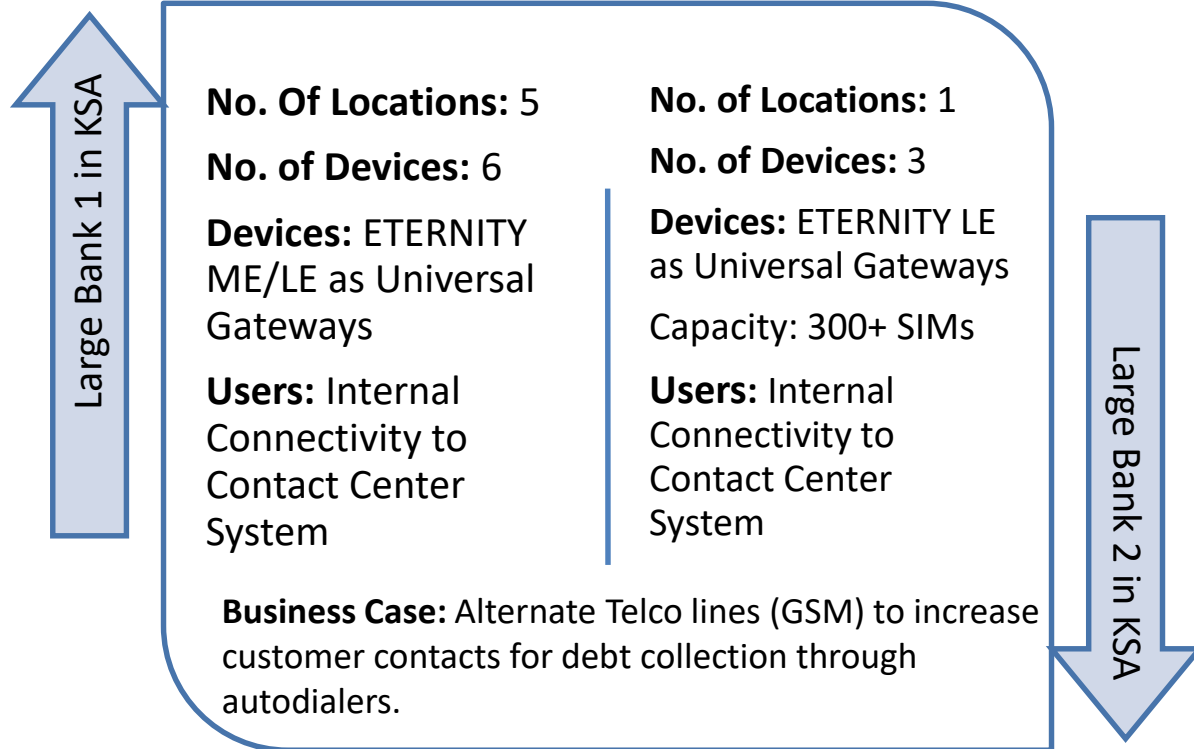 Large Bank 1 in KSA
No. Of Locations: 5
No. of Devices: 6
Devices: ETERNITY
ME/LE as Universal
Gateways
Users: Internal
Connectivity to
Contact Center
System
No. of Locations: 1
No. of Devices: 3
Devices: ETERNITY LE
as Universal Gateways
Capacity: 300+ SIMs
Users: Internal
Connectivity to
Contact Center
System
Large Bank 2 in KSA
Business Case: Alternate Telco lines (GSM) to increase
customer contacts for debt collection through
autodialers.